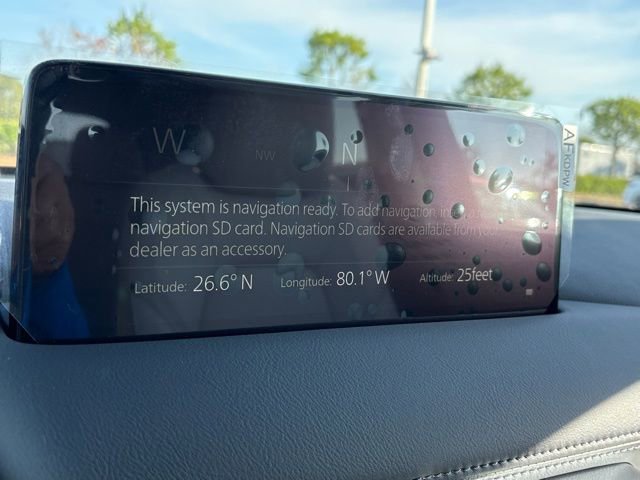 W NW N
This system is navigation ready. To add navigation,
navigation SD card. Navigation SD cards are available from your
dealer as an accessory.
Latitude: 26.6° N Longitude: 80.1° W Altitude: 25feet
AFKDPW